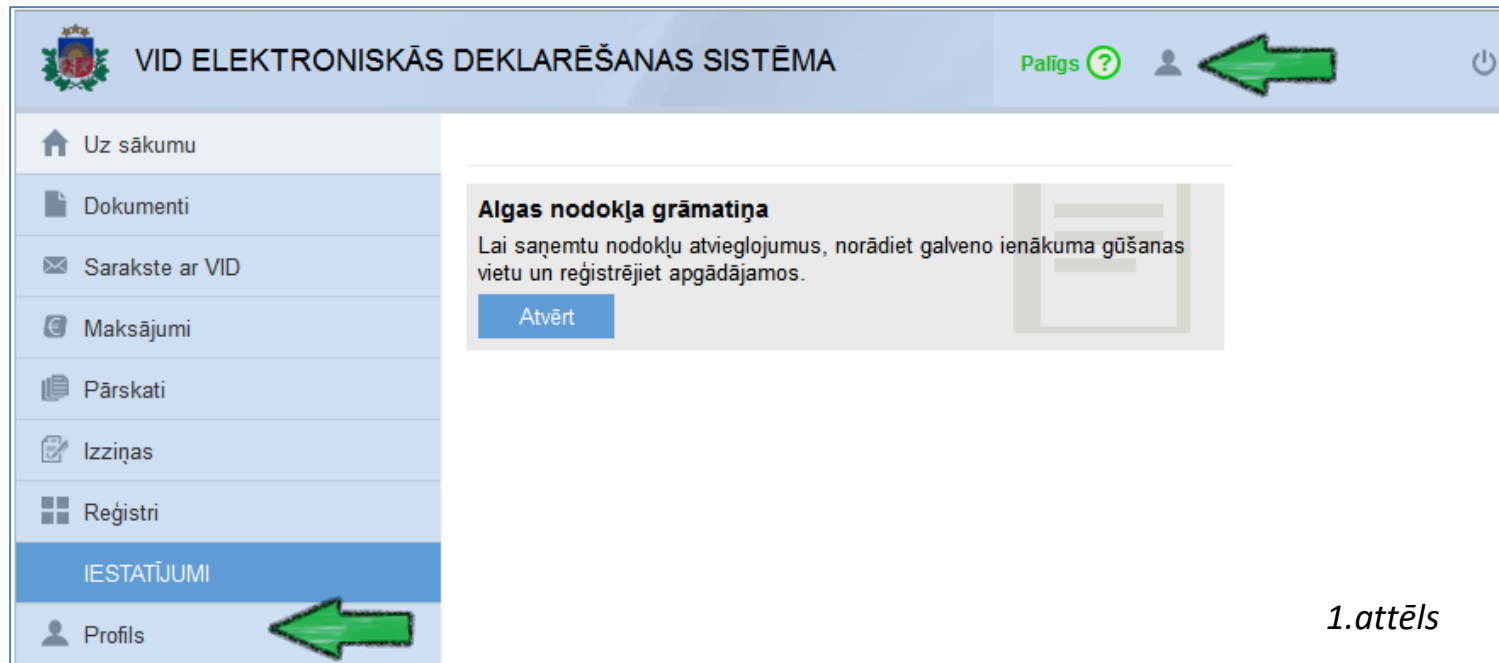 VID ELEKTRONISKĀS DEKLARĒŠANAS SISTĒMA
Palīgs ?
Uz sākumu
Dokumenti
Sarakste ar VID
Maksājumi
Pārskati
Izziņas
Reģistri
IESTATĪJUMI
Profils
Algas nodokļa grāmatiņa
Lai saņemtu nodokļu atvieglojumus, norādiet galveno ienākuma gūšanas
vietu un reģistrējiet apgādājamos.
Atvērt
1.attēls